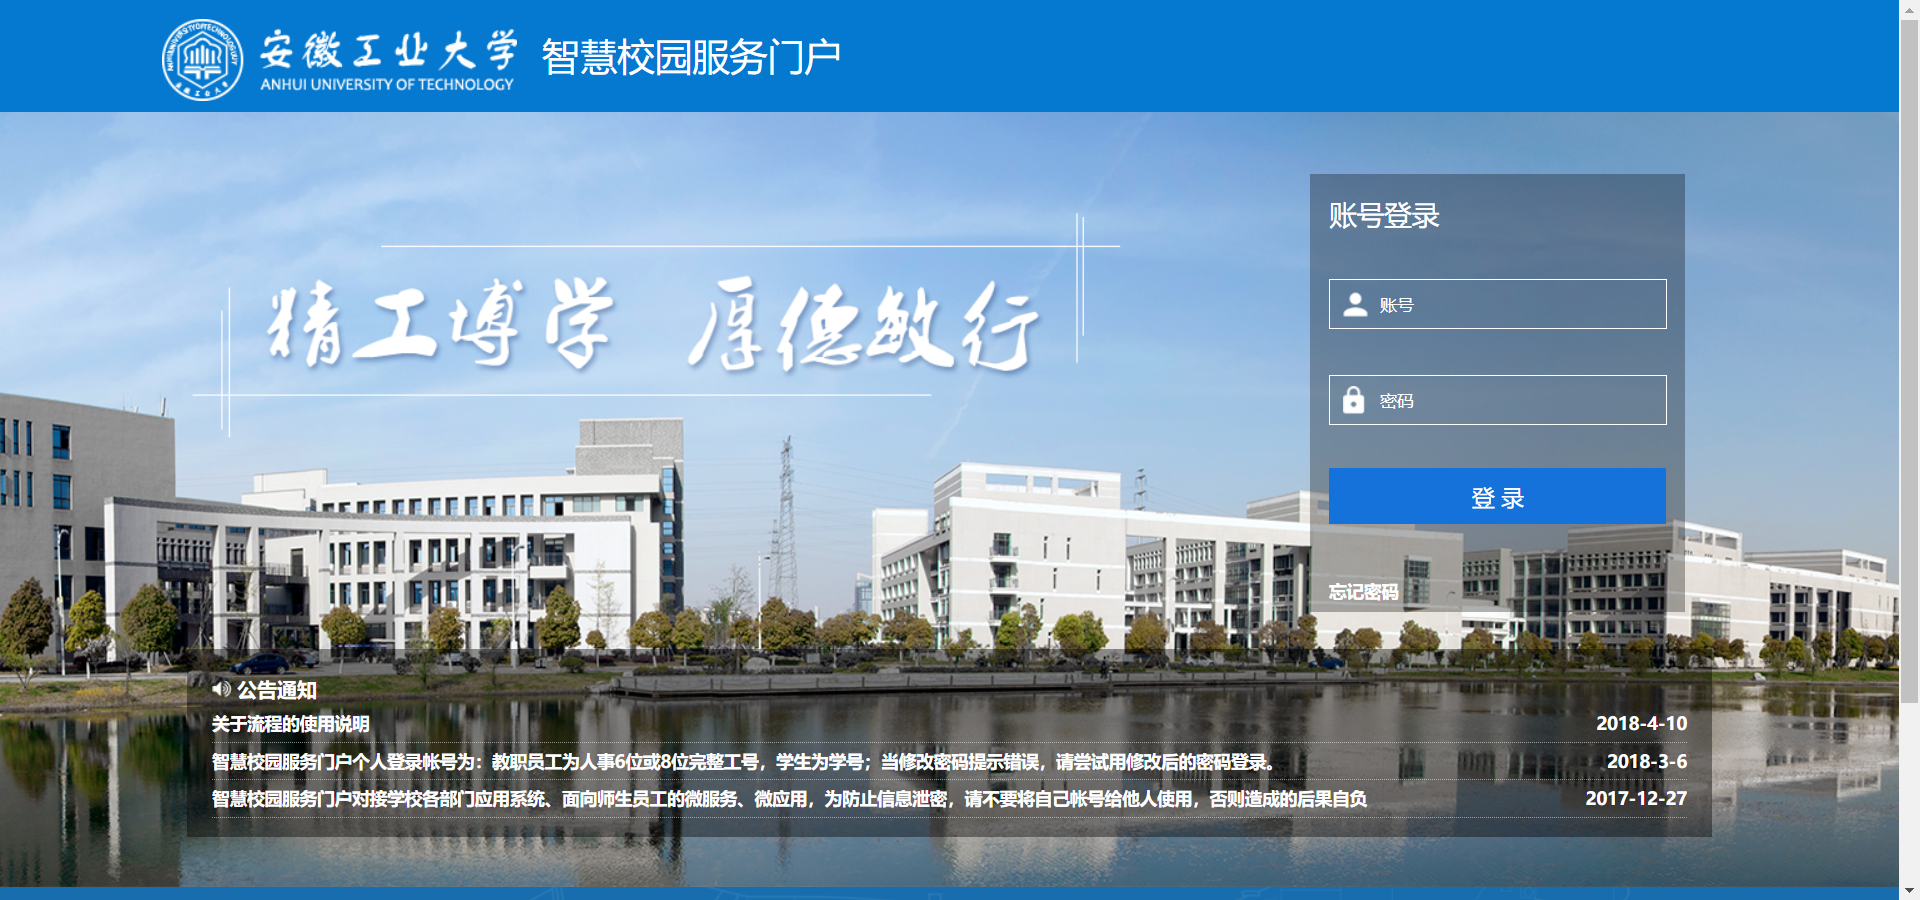 安徽工业大学
ANHUI UNIVERSITY OF TECHNOLOGY
智慧校园服务门户
精工博学 厚德敏行
账号登录
账号
密码
登 录
忘记密码
公告通知
关于流程的使用说明 2018-4-10
智慧校园服务门户个人登录帐号为：教职员工为人事6位或8位完整工号，学生为学号；当修改密码提示错误，请尝试用修改后的密码登录。 2018-3-6
智慧校园服务门户对接学校各部门应用系统、面向师生员工的微服务、微应用，为防止信息泄密，请不要将自己帐号给他人使用，否则造成的后果自负 2017-12-27